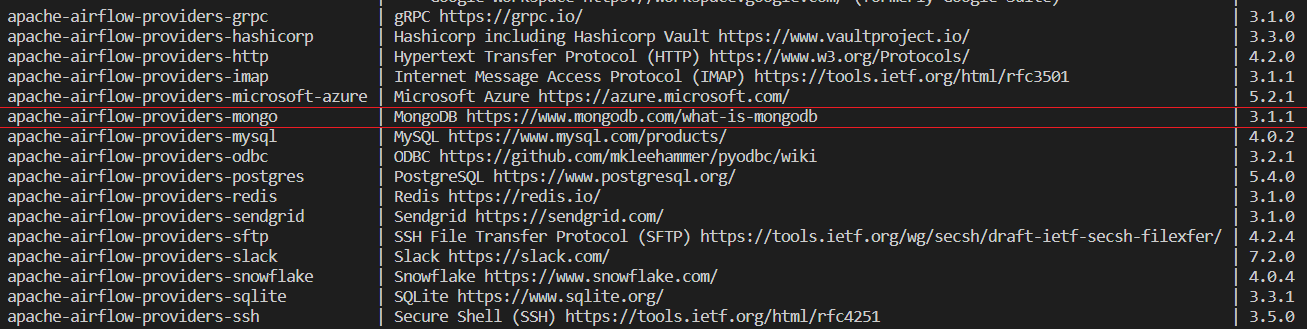 Google Workspace https://workspace.google.com/ (formerly Google Suite)
apache-airflow-providers-grpc | gRPC https://grpc.io/ | 3.1.0
apache-airflow-providers-hashicorp | Hashicorp including Hashicorp Vault https://www.vaultproject.io/ | 3.3.0
apache-airflow-providers-http | Hypertext Transfer Protocol (HTTP) https://www.w3.org/Protocols/ | 4.2.0
apache-airflow-providers-imap | Internet Message Access Protocol (IMAP) https://tools.ietf.org/html/rfc3501 | 3.1.1
apache-airflow-providers-microsoft-azure | Microsoft Azure https://azure.microsoft.com/ | 5.2.1
apache-airflow-providers-mongo | MongoDB https://www.mongodb.com/what-is-mongodb | 3.1.1
apache-airflow-providers-mysql | MySQL https://www.mysql.com/products/ | 4.0.2
apache-airflow-providers-odbc | ODBC https://github.com/mkleehammer/pyodbc/wiki | 3.2.1
apache-airflow-providers-postgres | PostgreSQL https://www.postgresql.org/ | 5.4.0
apache-airflow-providers-redis | Redis https://redis.io/ | 3.1.0
apache-airflow-providers-sendgrid | Sendgrid https://sendgrid.com/ | 3.1.0
apache-airflow-providers-sftp | SSH File Transfer Protocol (SFTP) https://tools.ietf.org/wg/secsh/draft-ietf-secsh-filexfer/ | 4.2.4
apache-airflow-providers-slack | Slack https://slack.com/ | 7.2.0
apache-airflow-providers-snowflake | Snowflake https://www.snowflake.com/ | 4.0.4
apache-airflow-providers-sqlite | SQLite https://www.sqlite.org/ | 3.3.1
apache-airflow-providers-ssh | Secure Shell (SSH) https://tools.ietf.org/html/rfc4251 | 3.5.0